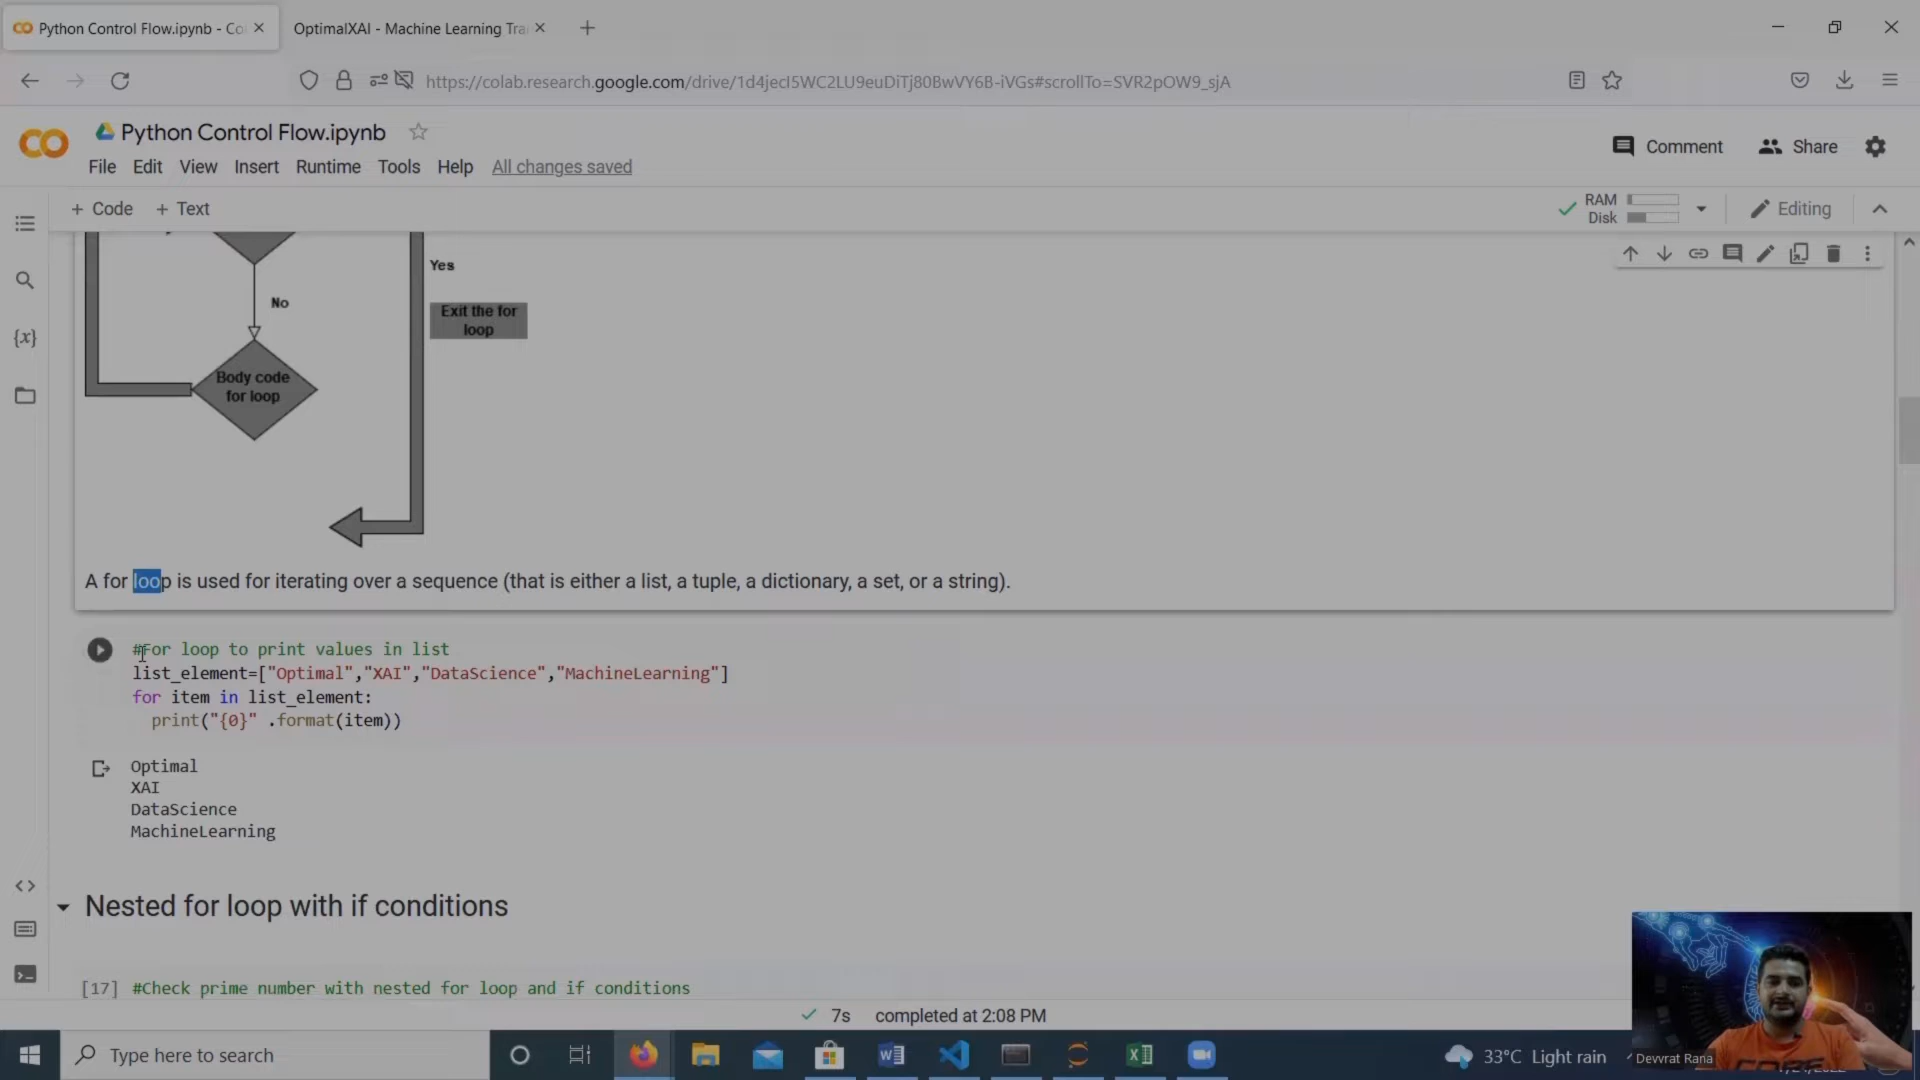 Python Control Flow.ipynb - Co
OptimalXAI - Machine Learning Tra
https://colab.research.google.com/drive/1d4jecI5WC2LU9euDiTj80BwVY6B-iVGs#scrollTo=SVR2pOW9_sjA
Python Control Flow.ipynb
Comment
Share
File Edit View Insert Runtime Tools Help All changes saved
+ Code + Text
RAM
Disk
Editing
Yes
No
Exit the for
loop
Body code
for loop
A for loop is used for iterating over a sequence (that is either a list, a tuple, a dictionary, a set, or a string).
#For loop to print values in list
list_element=["Optimal","XAI","DataScience","MachineLearning"]
for item in list_element:
print("{0}" .format(item))
Optimal
XAI
DataScience
MachineLearning
Nested for loop with if conditions
[17] #Check prime number with nested for loop and if conditions
7s completed at 2:08 PM
Type here to search
33°C Light rain
Devvrat Rana